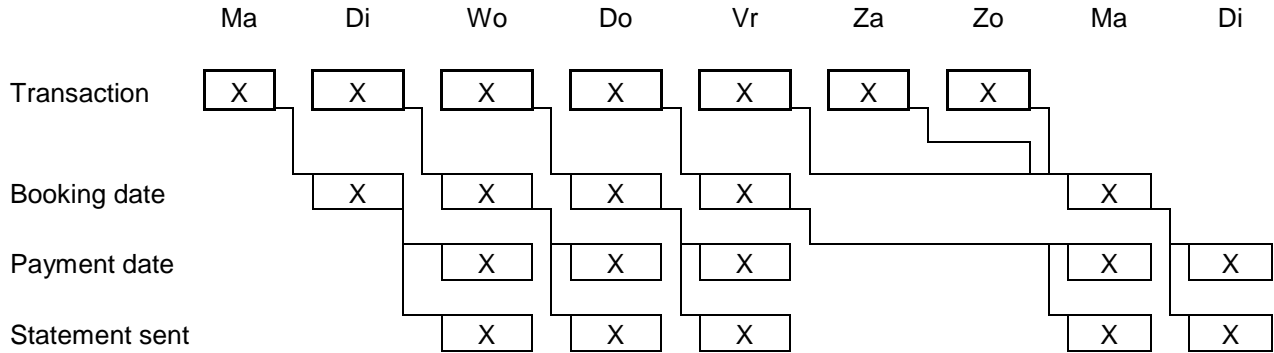 Ma Di Wo Do Vr Za Zo Ma Di
Transaction X X X X X X X
Booking date X X X X X
Payment date X X X X X
Statement sent X X X X X